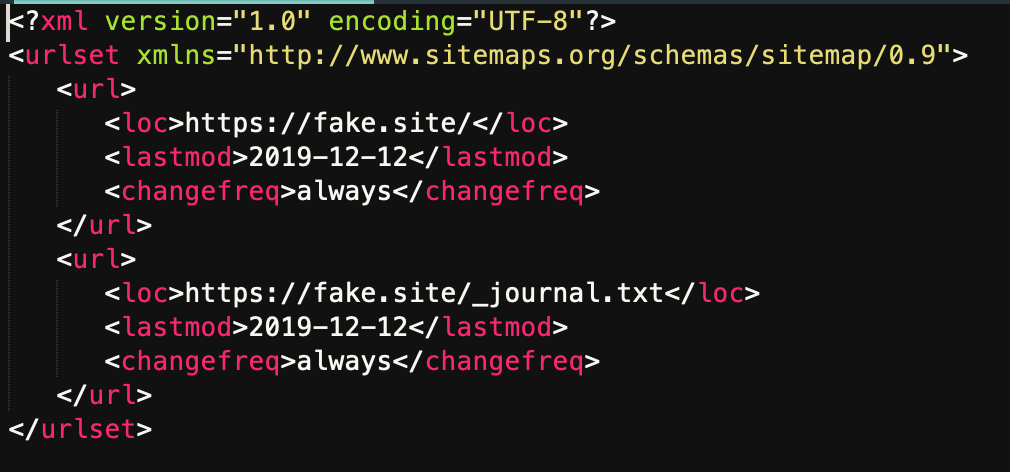 <?xml version="1.0" encoding="UTF-8"?>
<urlset xmlns="http://www.sitemaps.org/schemas/sitemap/0.9">
   <url>
      <loc>https://fake.site/</loc>
      <lastmod>2019-12-12</lastmod>
      <changefreq>always</changefreq>
   </url>
   <url>
      <loc>https://fake.site/_journal.txt</loc>
      <lastmod>2019-12-12</lastmod>
      <changefreq>always</changefreq>
   </url>
</urlset>